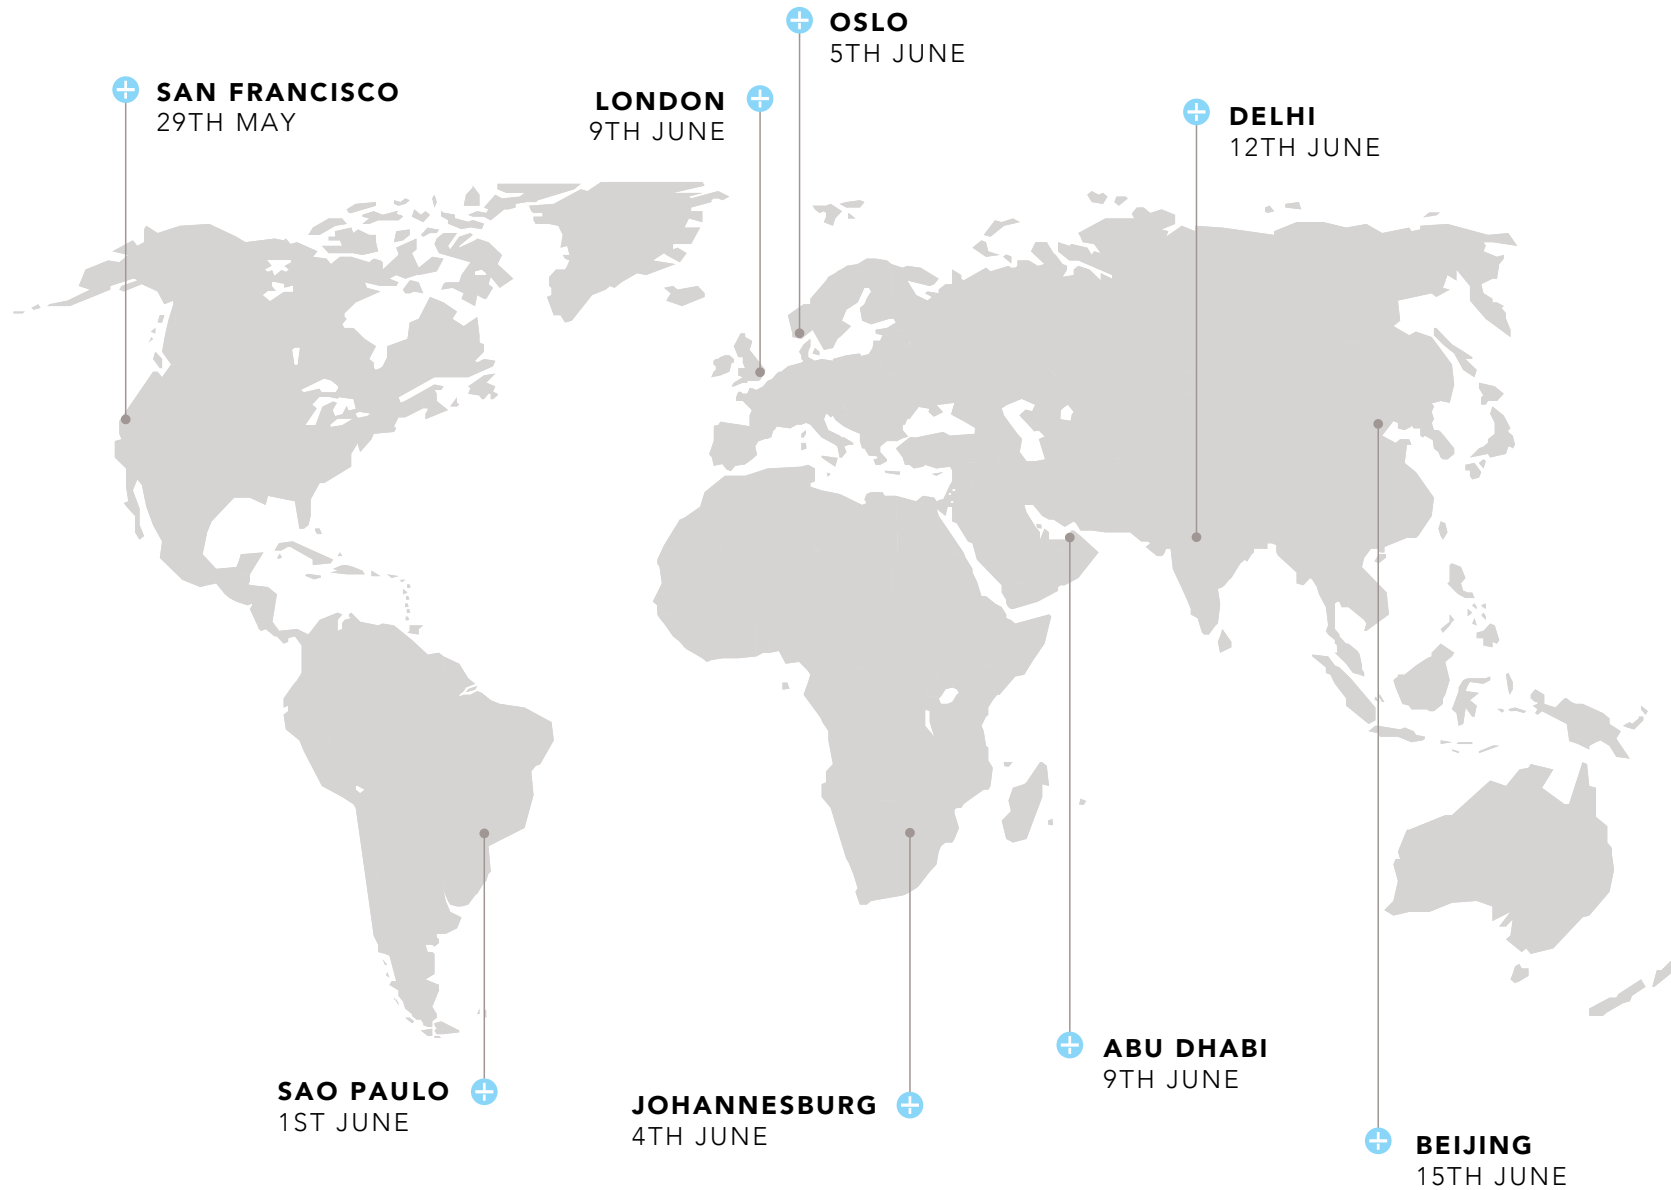 OSLO
5TH JUNE
SAN FRANCISCO
29TH MAY
LONDON
9TH JUNE
DELHI
12TH JUNE
ABU DHABI
9TH JUNE
SAO PAULO
1ST JUNE
JOHANNESBURG
4TH JUNE
BEIJING
15TH JUNE